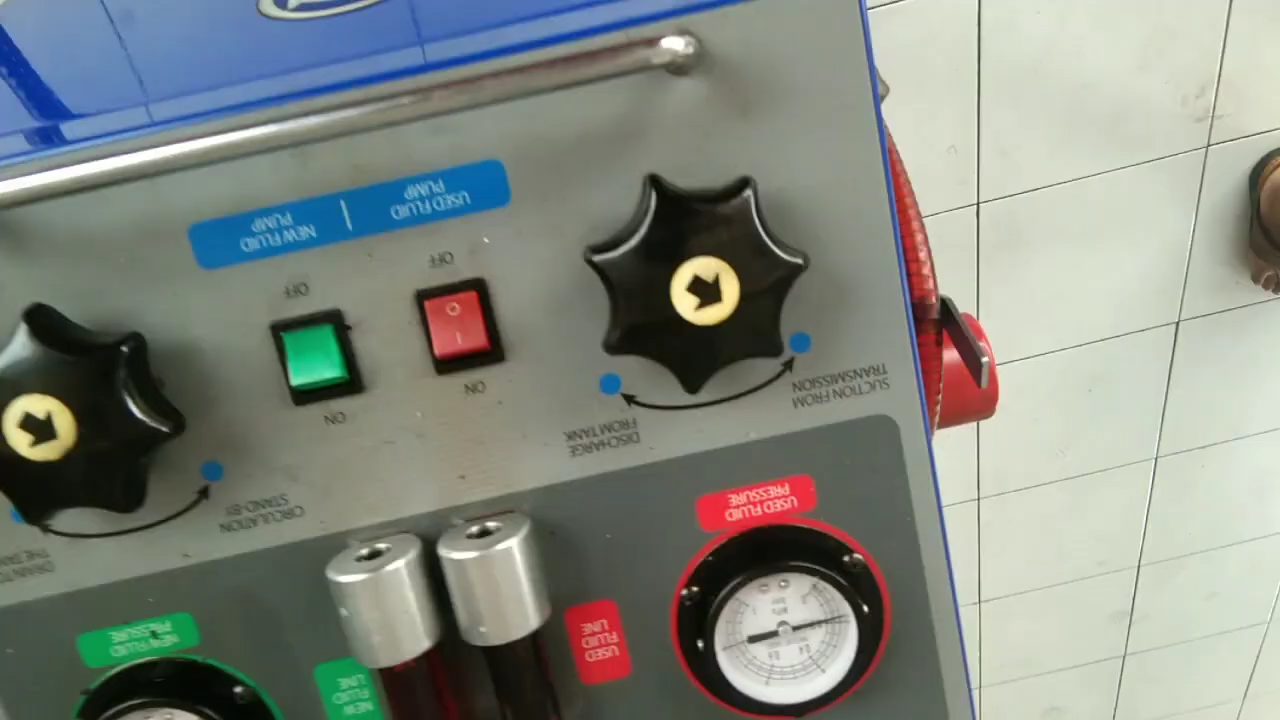 NEW FLUID
PUMP
USED FLUID
PUMP
OFF
OFF
ON
ON
SUCTION FROM
TRANSMISSION
DISCHARGE
FROM TANK
CIRCULATION
STAND-BY
USED FLUID
PRESSURE
NEW FLUID
PRESSURE
USED
FLUID
LINE
NEW
FLUID
LINE